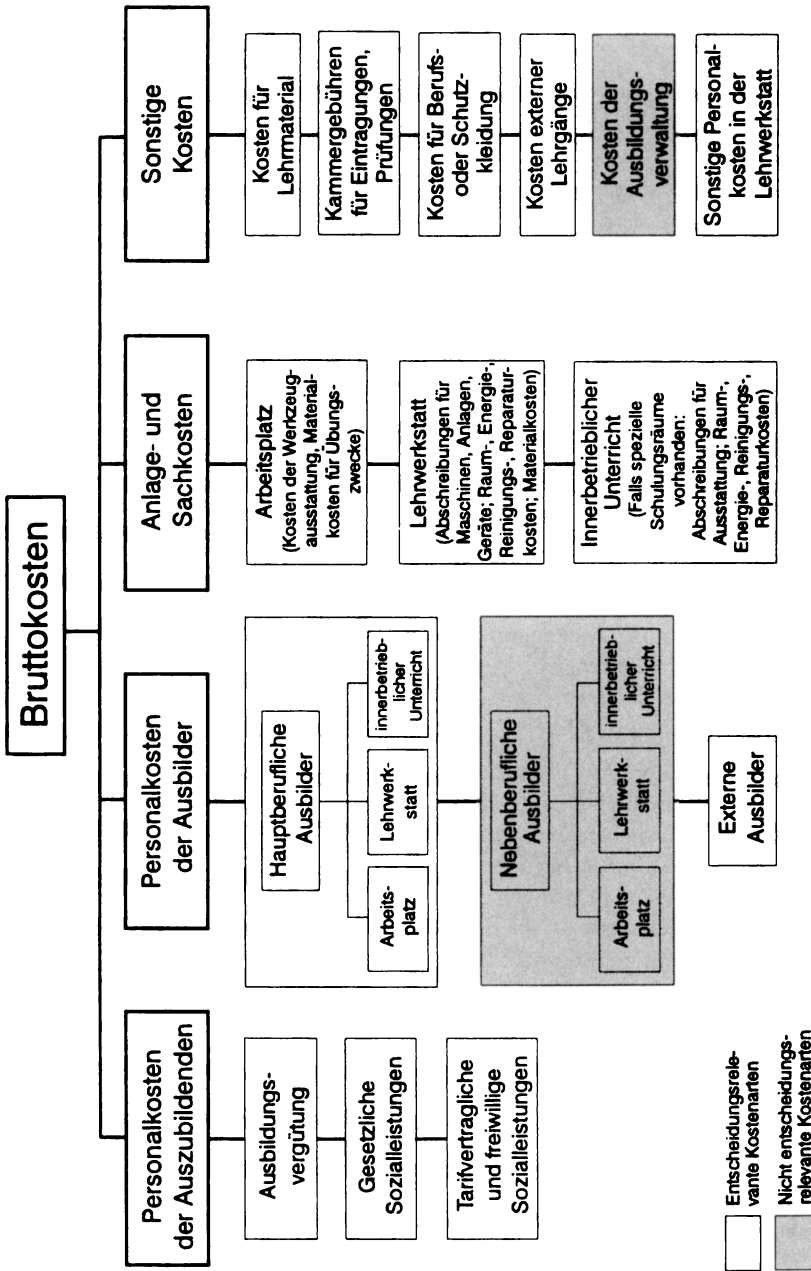 Bruttokosten
Personalkosten
der Auszubildenden
Ausbildungs-
vergütung
Gesetzliche
Sozialleistungen
Tarifvertragliche
und freiwillige
Sozialleistungen
Personalkosten
der Ausbilder
Hauptberufliche
Ausbilder
Arbeits-
platz
Lehrwerk-
statt
innerbetrieb-
licher
Unterricht
Nebenberufliche
Ausbilder
Arbeits-
platz
Lehrwerk-
statt
innerbetrieb-
licher
Unterricht
Externe
Ausbilder
Anlage- und
Sachkosten
Arbeitsplatz
(Kosten der Werkzeug-
ausstattung, Material-
kosten für Übungs-
zwecke)
Lehrwerkstatt
(Abschreibungen für
Maschinen, Anlagen,
Geräte; Raum-, Energie-,
Reinigungs-, Reparatur-
kosten; Materialkosten)
Innerbetrieblicher
Unterricht
(Falls spezielle
Schulungsräume
vorhanden:
Abschreibungen für
Ausstattung; Raum-,
Energie-, Reinigungs-,
Reparaturkosten)
Sonstige
Kosten
Kosten für
Lehrmaterial
Kammergebühren
für Eintragungen,
Prüfungen
Kosten für Berufs-
oder Schutz-
kleidung
Kosten externer
Lehrgänge
Kosten der
Ausbildungs-
verwaltung
Sonstige Personal-
kosten in der
Lehrwerkstatt
Entscheidungsrele-
vante Kostenarten
Nicht entscheidungs-
relevante Kostenarten